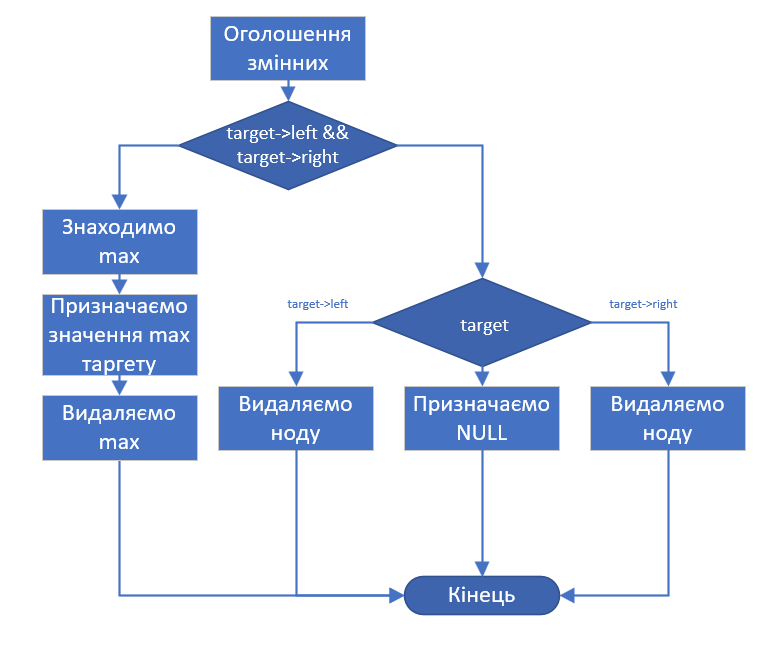 Оголошення
змінних
target->left &&
target->right
Знаходимо
max
Призначаємо
значення max
таргету
Видаляємо
max
target->left
target
target->right
Видаляємо
ноду
Призначаємо
NULL
Видаляємо
ноду
Кінець